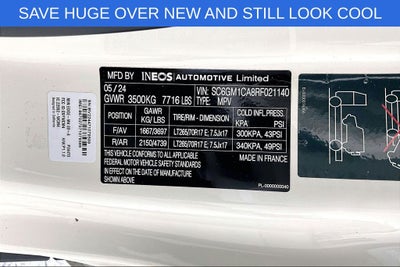 SAVE HUGE OVER NEW AND STILL LOOK COOL
MFD. BY INEOS AUTOMOTIVE Limited
05/24 VIN: SC6GM1CA8RF021140
GVWR 3500KG 7716 LBS TYPE: MPV
POSITION GAWR KG/LBS TIRE/RIM - DIMENSION COLD INFL.PRESS. KPA: PSI
F/AV 1667/3697 LT265/70R17 E; 7.5Jx17 300KPA, 43PSI
R/AR 2150/4739 LT265/70R17 E; 7.5Jx17 340KPA, 49PSI
THIS VEHICLE CONFORMS TO ALL APPLICABLE
FEDERAL MOTOR VEHICLE SAFETY STANDARDS
IN EFFECT ON THE DATE OF MANUFACTURE
SHOWN ABOVE
PL-0000000040